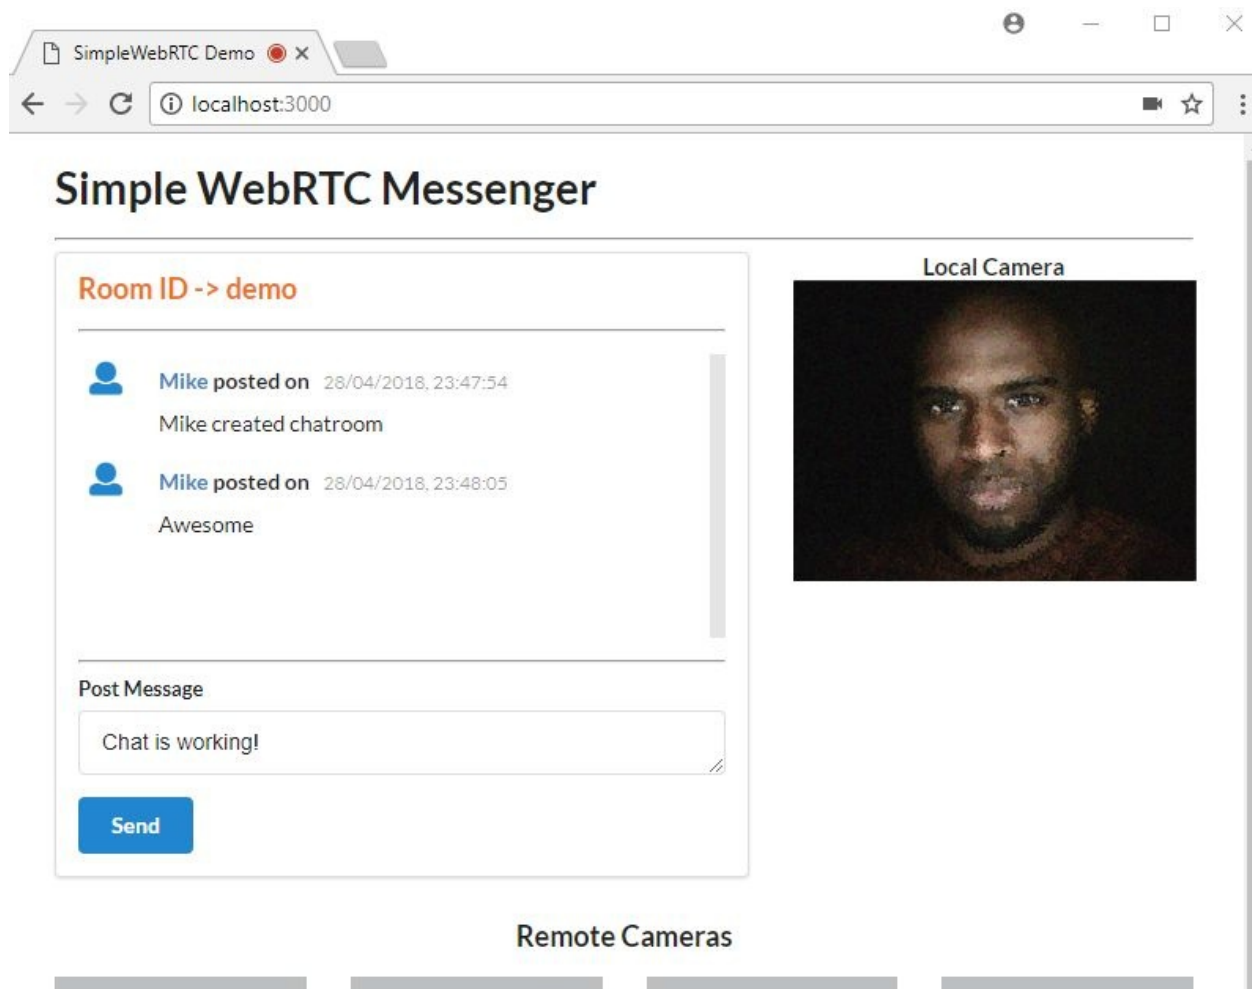 SimpleWebRTC Demo
localhost:3000
Simple WebRTC Messenger
Room ID -> demo
Mike posted on 28/04/2018, 23:47:54
Mike created chatroom
Mike posted on 28/04/2018, 23:48:05
Awesome
Post Message
Chat is working!
Send
Local Camera
Remote Cameras